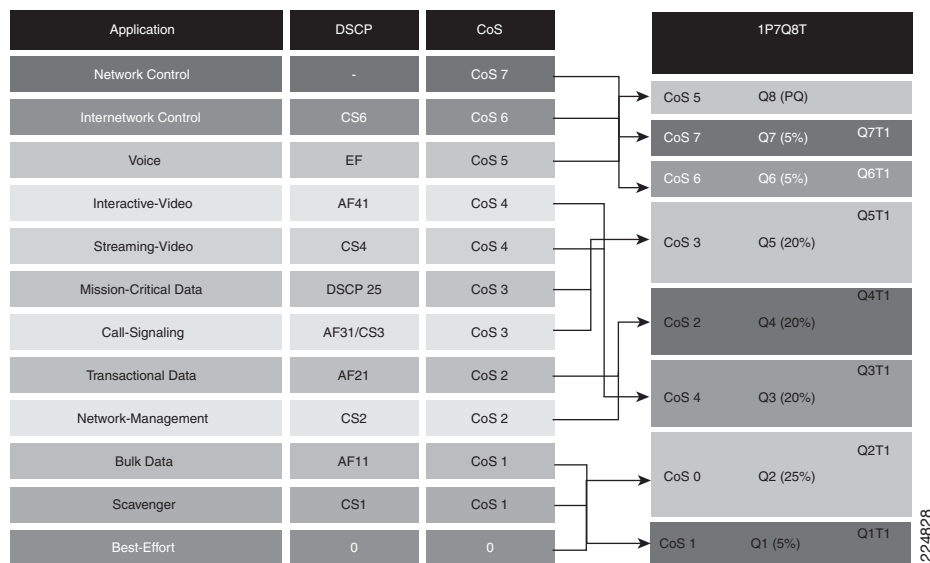 Application DSCP CoS
Network Control - CoS 7
Internetwork Control CS6 CoS 6
Voice EF CoS 5
Interactive-Video AF41 CoS 4
Streaming-Video CS4 CoS 4
Mission-Critical Data DSCP 25 CoS 3
Call-Signaling AF31/CS3 CoS 3
Transactional Data AF21 CoS 2
Network-Management CS2 CoS 2
Bulk Data AF11 CoS 1
Scavenger CS1 CoS 1
Best-Effort 0 0
1P7Q8T
CoS 5 Q8 (PQ)
CoS 7 Q7 (5%) Q7T1
CoS 6 Q6 (5%) Q6T1
Q5T1
CoS 3 Q5 (20%)
Q4T1
CoS 2 Q4 (20%)
Q3T1
CoS 4 Q3 (20%)
Q2T1
CoS 0 Q2 (25%)
Q1T1
CoS 1 Q1 (5%)
224828